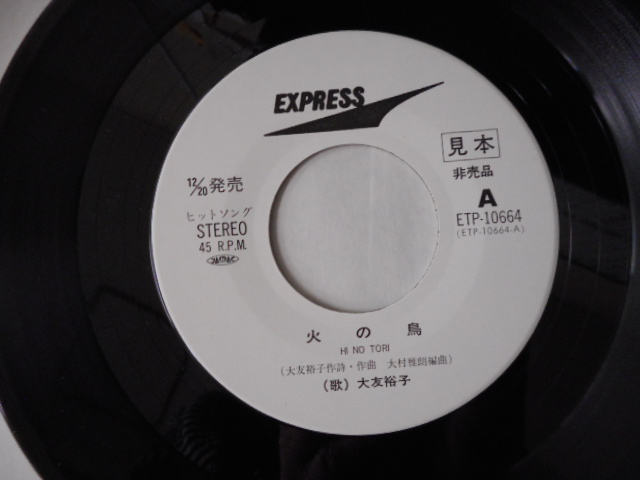 EXPRESS
見本
非売品
12/20発売
A
ヒットソング
ETP-10664
STEREO
(ETP-10664-A)
45 R.P.M.
JASRAC
火の鳥
HI NO TORI
(大友裕子作詩・作曲 大村雅朗編曲)
(歌) 大友裕子